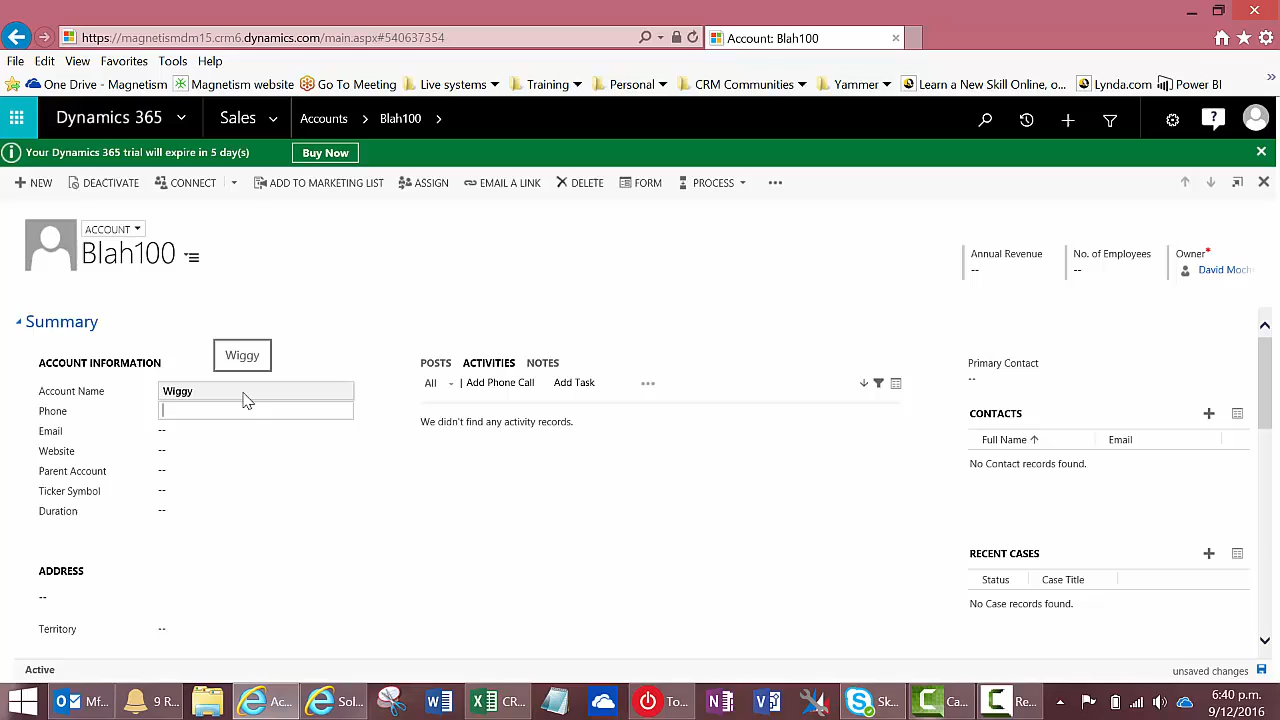 https://magnetismdm15.crm6.dynamics.com/main.aspx#540637354
Account: Blah100
File Edit View Favorites Tools Help
One Drive - Magnetism Magnetism website Go To Meeting Live systems Training Personal CRM Communities Yammer Learn a New Skill Online, o... Lynda.com Power BI
Dynamics 365 Sales Accounts Blah100
Your Dynamics 365 trial will expire in 5 day(s) Buy Now
NEW DEACTIVATE CONNECT ADD TO MARKETING LIST ASSIGN EMAIL A LINK DELETE FORM PROCESS
ACCOUNT
Blah100
Annual Revenue No. of Employees Owner*
-- -- David Moch
Summary
Wiggy
ACCOUNT INFORMATION
Account Name Wiggy
Phone
Email --
Website --
Parent Account --
Ticker Symbol --
Duration --
ADDRESS
--
Territory --
POSTS ACTIVITIES NOTES
All | Add Phone Call Add Task
We didn't find any activity records.
Primary Contact
--
CONTACTS
Full Name Email
No Contact records found.
RECENT CASES
Status Case Title
No Case records found.
Active unsaved changes
Mf... 9 R... Ac... Sol... CR... To... Sk... Ca... Re...
6:40 p.m.
9/12/2016